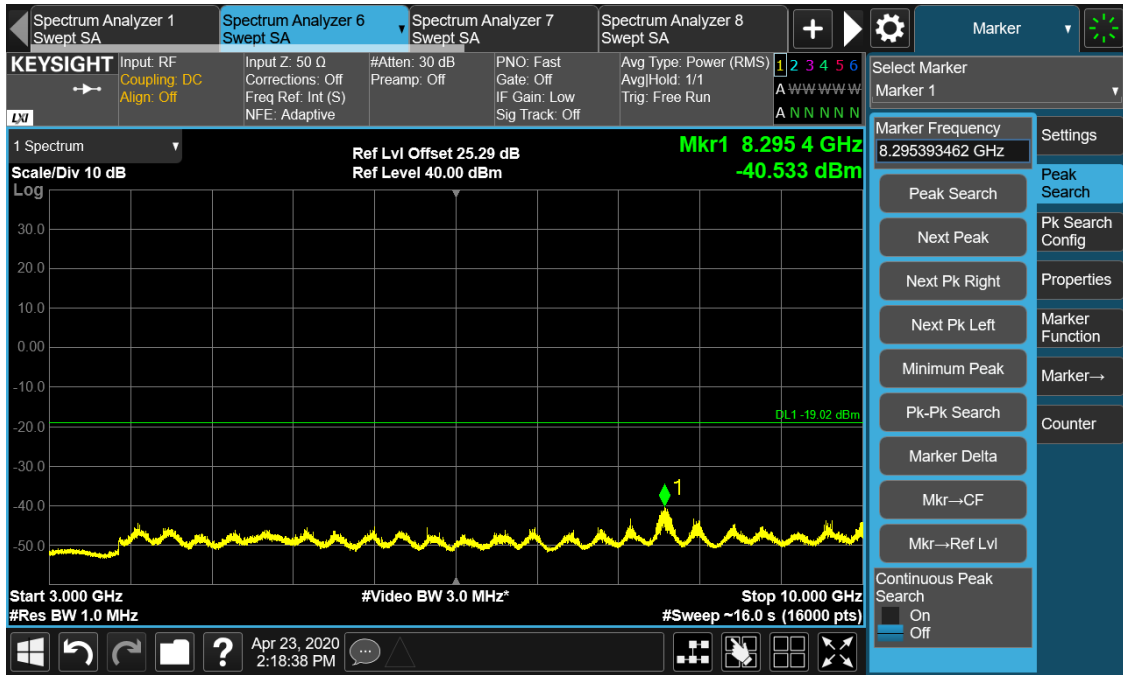 Spectrum Analyzer 1
Swept SA
Spectrum Analyzer 6
Swept SA
Spectrum Analyzer 7
Swept SA
Spectrum Analyzer 8
Swept SA
+
Marker
KEYSIGHT
LXI
Input: RF
Coupling: DC
Align: Off
Input Z: 50 Ω
Corrections: Off
Freq Ref: Int (S)
NFE: Adaptive
#Atten: 30 dB
Preamp: Off
PNO: Fast
Gate: Off
IF Gain: Low
Sig Track: Off
Avg Type: Power (RMS)
Avg|Hold: 1/1
Trig: Free Run
1 2 3 4 5 6
A W W W W W
A N N N N N
Select Marker
Marker 1
1 Spectrum
Scale/Div 10 dB
Log
Ref Lvl Offset 25.29 dB
Ref Level 40.00 dBm
Mkr1 8.295 4 GHz
-40.533 dBm
30.0
20.0
10.0
0.00
-10.0
-20.0
-30.0
-40.0
-50.0
DL1 -19.02 dBm
1
Start 3.000 GHz
#Res BW 1.0 MHz
#Video BW 3.0 MHz*
Stop 10.000 GHz
#Sweep ~16.0 s (16000 pts)
Marker Frequency
8.295393462 GHz
Peak Search
Next Peak
Next Pk Right
Next Pk Left
Minimum Peak
Pk-Pk Search
Marker Delta
Mkr→CF
Mkr→Ref Lvl
Continuous Peak
Search
On
Off
Settings
Peak
Search
Pk Search
Config
Properties
Marker
Function
Marker→
Counter
?
Apr 23, 2020
2:18:38 PM